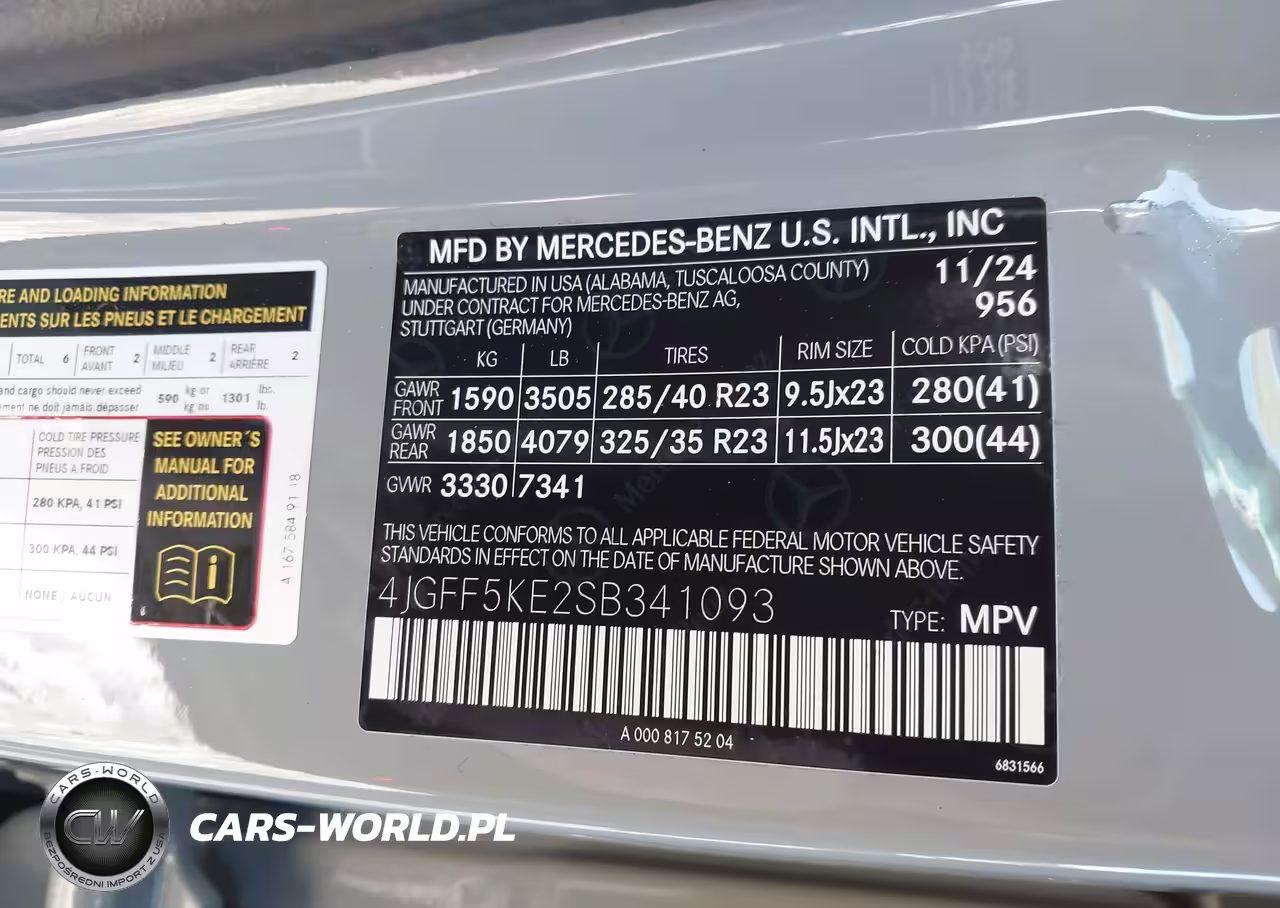 MFD BY MERCEDES-BENZ U.S. INTL., INC
MANUFACTURED IN USA (ALABAMA, TUSCALOOSA COUNTY) 11/24
UNDER CONTRACT FOR MERCEDES-BENZ AG, 956
STUTTGART (GERMANY)
KG LB TIRES RIM SIZE COLD KPA (PSI)
GAWR FRONT 1590 3505 285/40 R23 9.5Jx23 280(41)
GAWR REAR 1850 4079 325/35 R23 11.5Jx23 300(44)
GVWR 3330 7341
THIS VEHICLE CONFORMS TO ALL APPLICABLE FEDERAL MOTOR VEHICLE SAFETY
STANDARDS IN EFFECT ON THE DATE OF MANUFACTURE SHOWN ABOVE.
4JGFF5KE2SB341093
TYPE: MPV
A 000 817 52 04
6831566
RE AND LOADING INFORMATION
ENTS SUR LES PNEUS ET LE CHARGEMENT
TOTAL 6 FRONT AVANT 2 MIDDLE MILIEU 2 REAR ARRIÈRE 2
and cargo should never exceed 590 kg or 1301 lbs.
ement ne doit jamais dépasser kg ou lb.
COLD TIRE PRESSURE
PRESSION DES
PNEUS A FROID
280 KPA, 41 PSI
300 KPA, 44 PSI
NONE / AUCUN
SEE OWNER´S
MANUAL FOR
ADDITIONAL
INFORMATION
A 167 584 91 18
CARS-WORLD
CW
BEZPOŚREDNI IMPORT Z USA
CARS-WORLD.PL